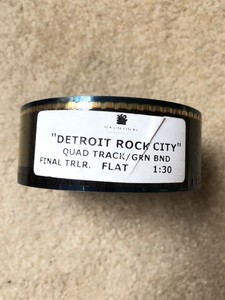 "DETROIT ROCK CITY"
QUAD TRACK/GRN BND
FINAL TRLR. FLAT 1:30